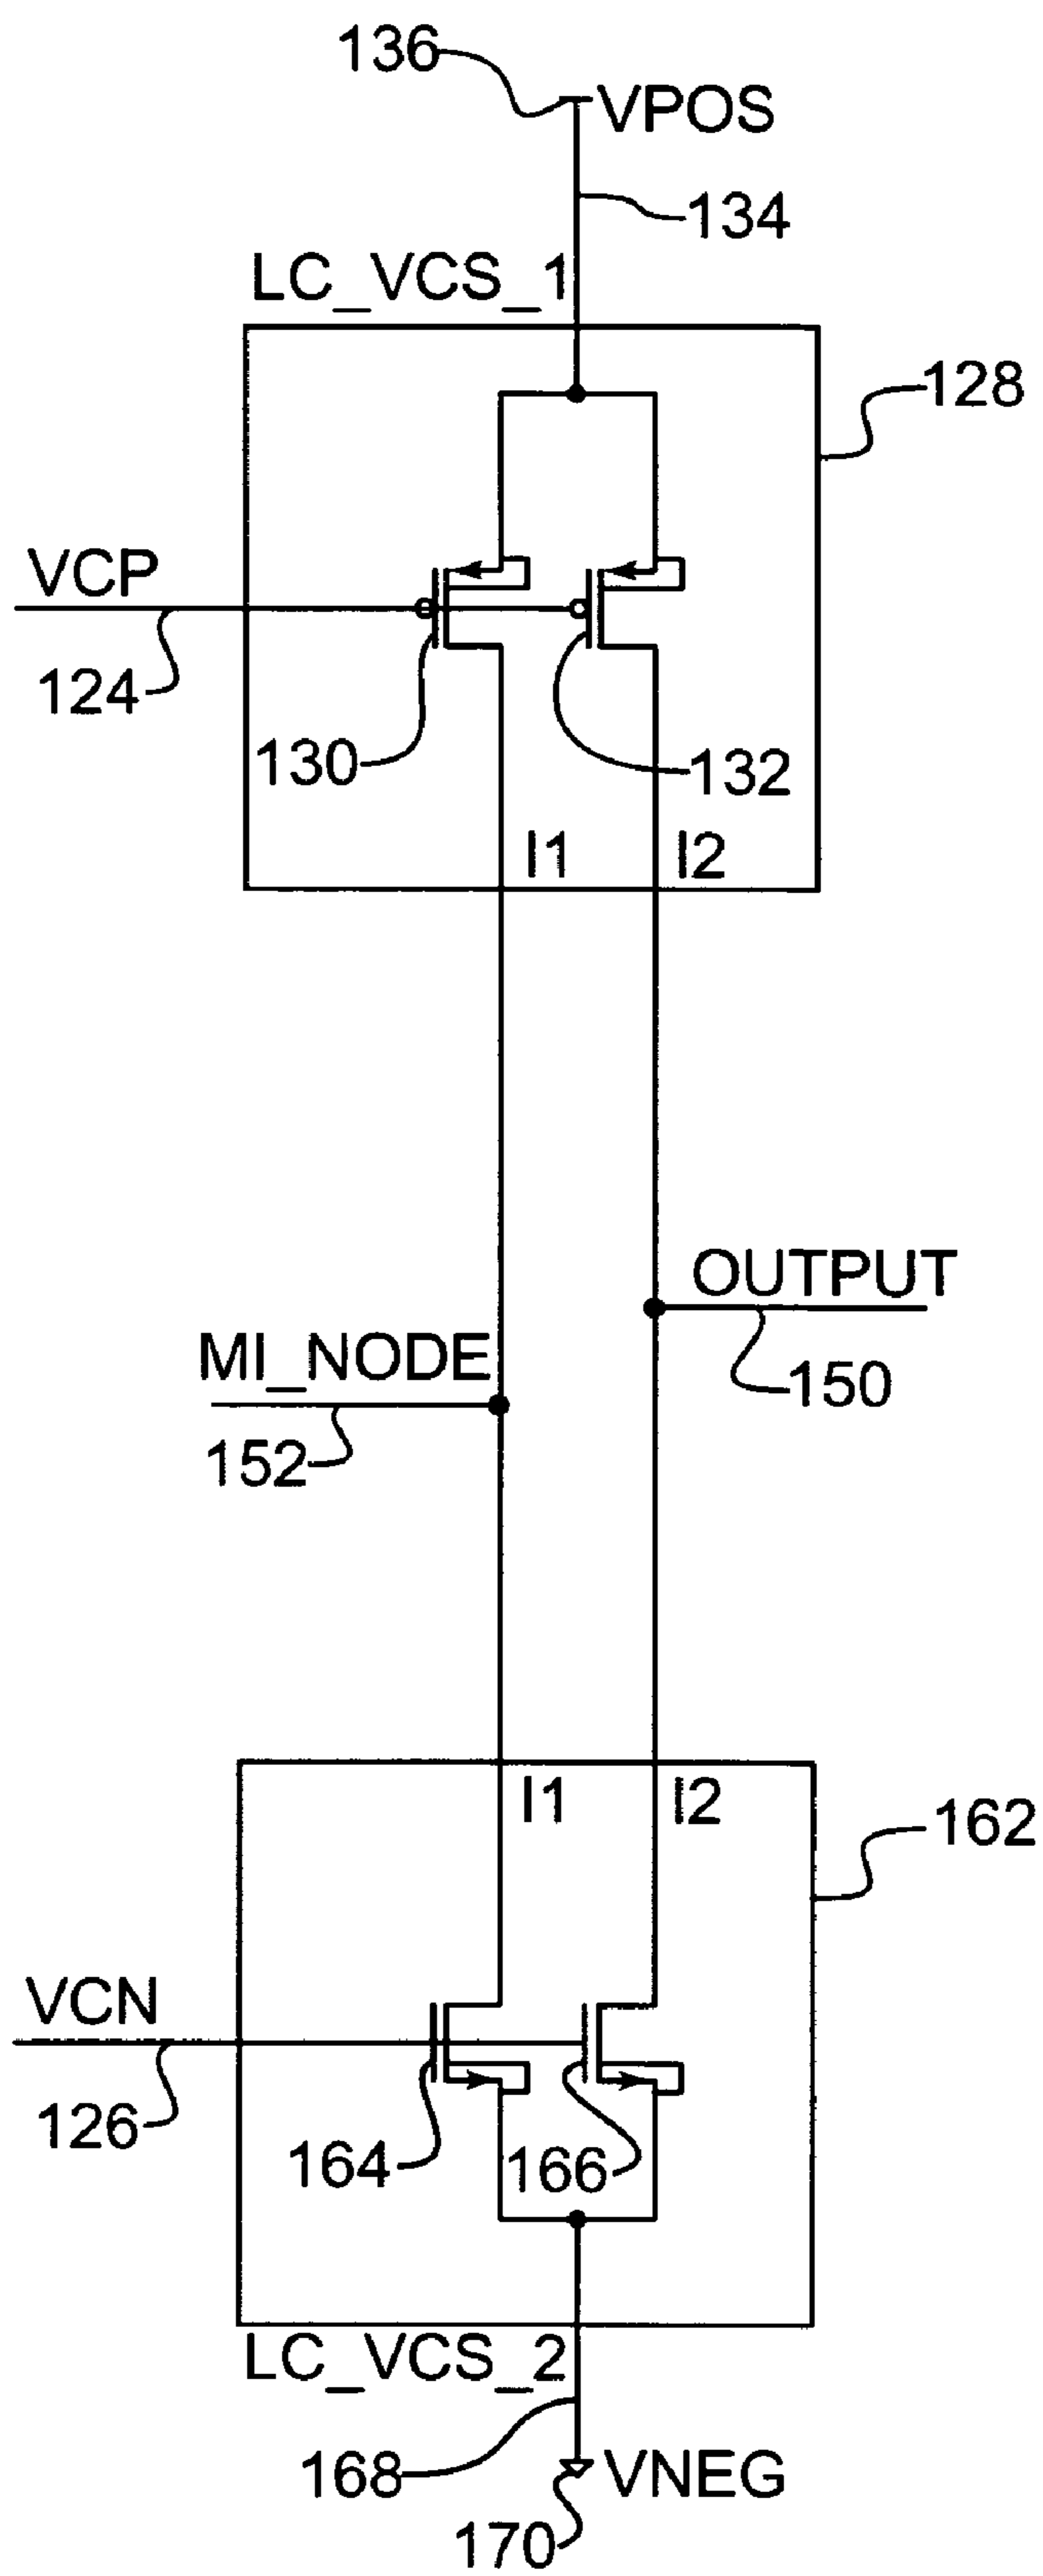 136
VPOS
134
LC_VCS_1
128
VCP
124
130
132
I1
I2
OUTPUT
MI_NODE
150
152
I1
I2
162
VCN
126
164
166
LC_VCS_2
168
VNEG
170